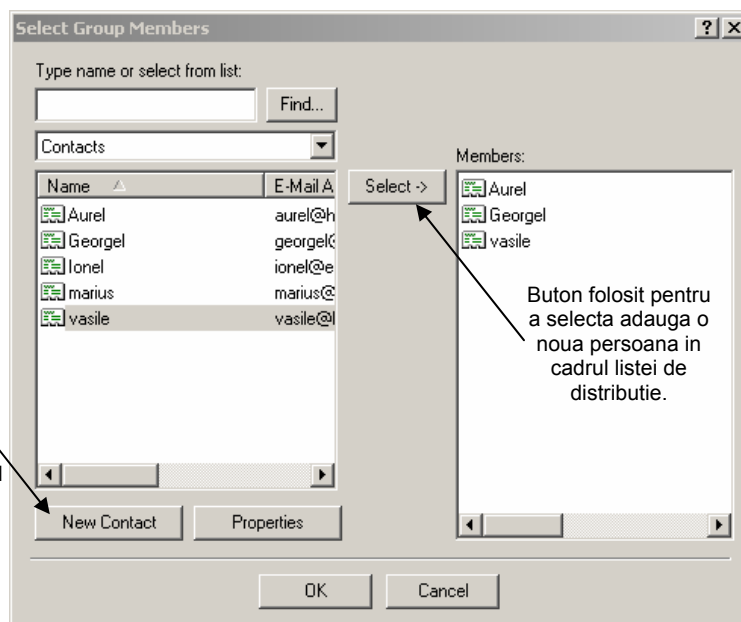 Select Group Members
Type name or select from list:
Find...
Contacts
Name
E-Mail A
Aurel
aurel@h
Georgel
georgel
Ionel
ionel@e
marius
marius@
vasile
vasile@
Select ->
Members:
Aurel
Georgel
vasile
Buton folosit pentru
a selecta adauga o
noua persoana in
cadrul listei de
distributie.
New Contact
Properties
OK
Cancel